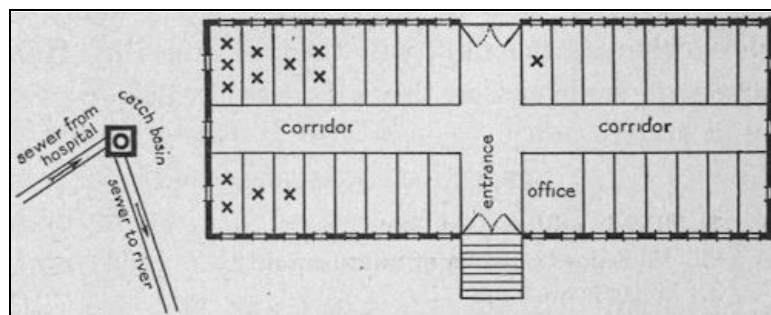 sewer from
hospital
catch basin
sewer to river
corridor
entrance
corridor
office